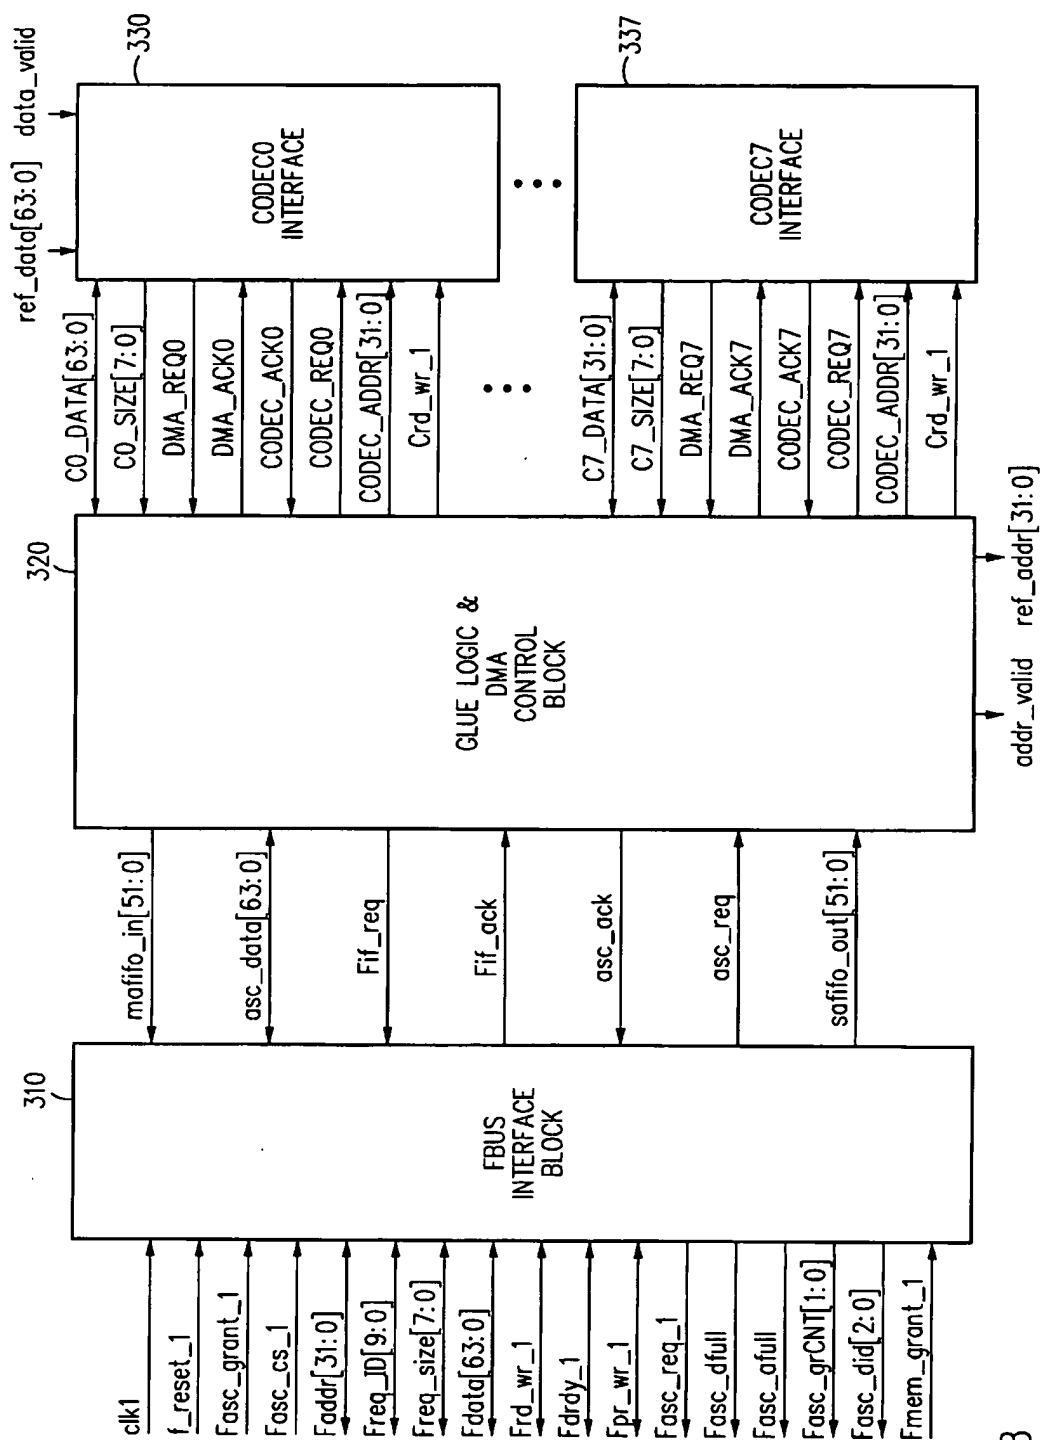 clk1
f_reset_1
Fasc_grant_1
Fasc_cs_1
Faddr[31:0]
Freq_ID[9:0]
Freq_size[7:0]
Fdata[63:0]
Frd_wr_1
Fdrdy_1
Fpr_wr_1
Fasc_req_1
Fasc_dfull
Fasc_afull
Fasc_grCNT[1:0]
Fasc_did[2:0]
Fmem_grant_1
310
FBUS
INTERFACE
BLOCK
mafifo_in[51:0]
asc_data[63:0]
Fif_req
Fif_ack
asc_ack
asc_req
safifo_out[51:0]
320
GLUE LOGIC &
DMA
CONTROL
BLOCK
addr_valid
ref_addr[31:0]
C0_DATA[63:0]
C0_SIZE[7:0]
DMA_REQ0
DMA_ACK0
CODEC_ACK0
CODEC_REQ0
CODEC_ADDR[31:0]
Crd_wr_1
C7_DATA[31:0]
C7_SIZE[7:0]
DMA_REQ7
DMA_ACK7
CODEC_ACK7
CODEC_REQ7
CODEC_ADDR[31:0]
Crd_wr_1
ref_data[63:0]
data_valid
330
CODEC0
INTERFACE
337
CODEC7
INTERFACE